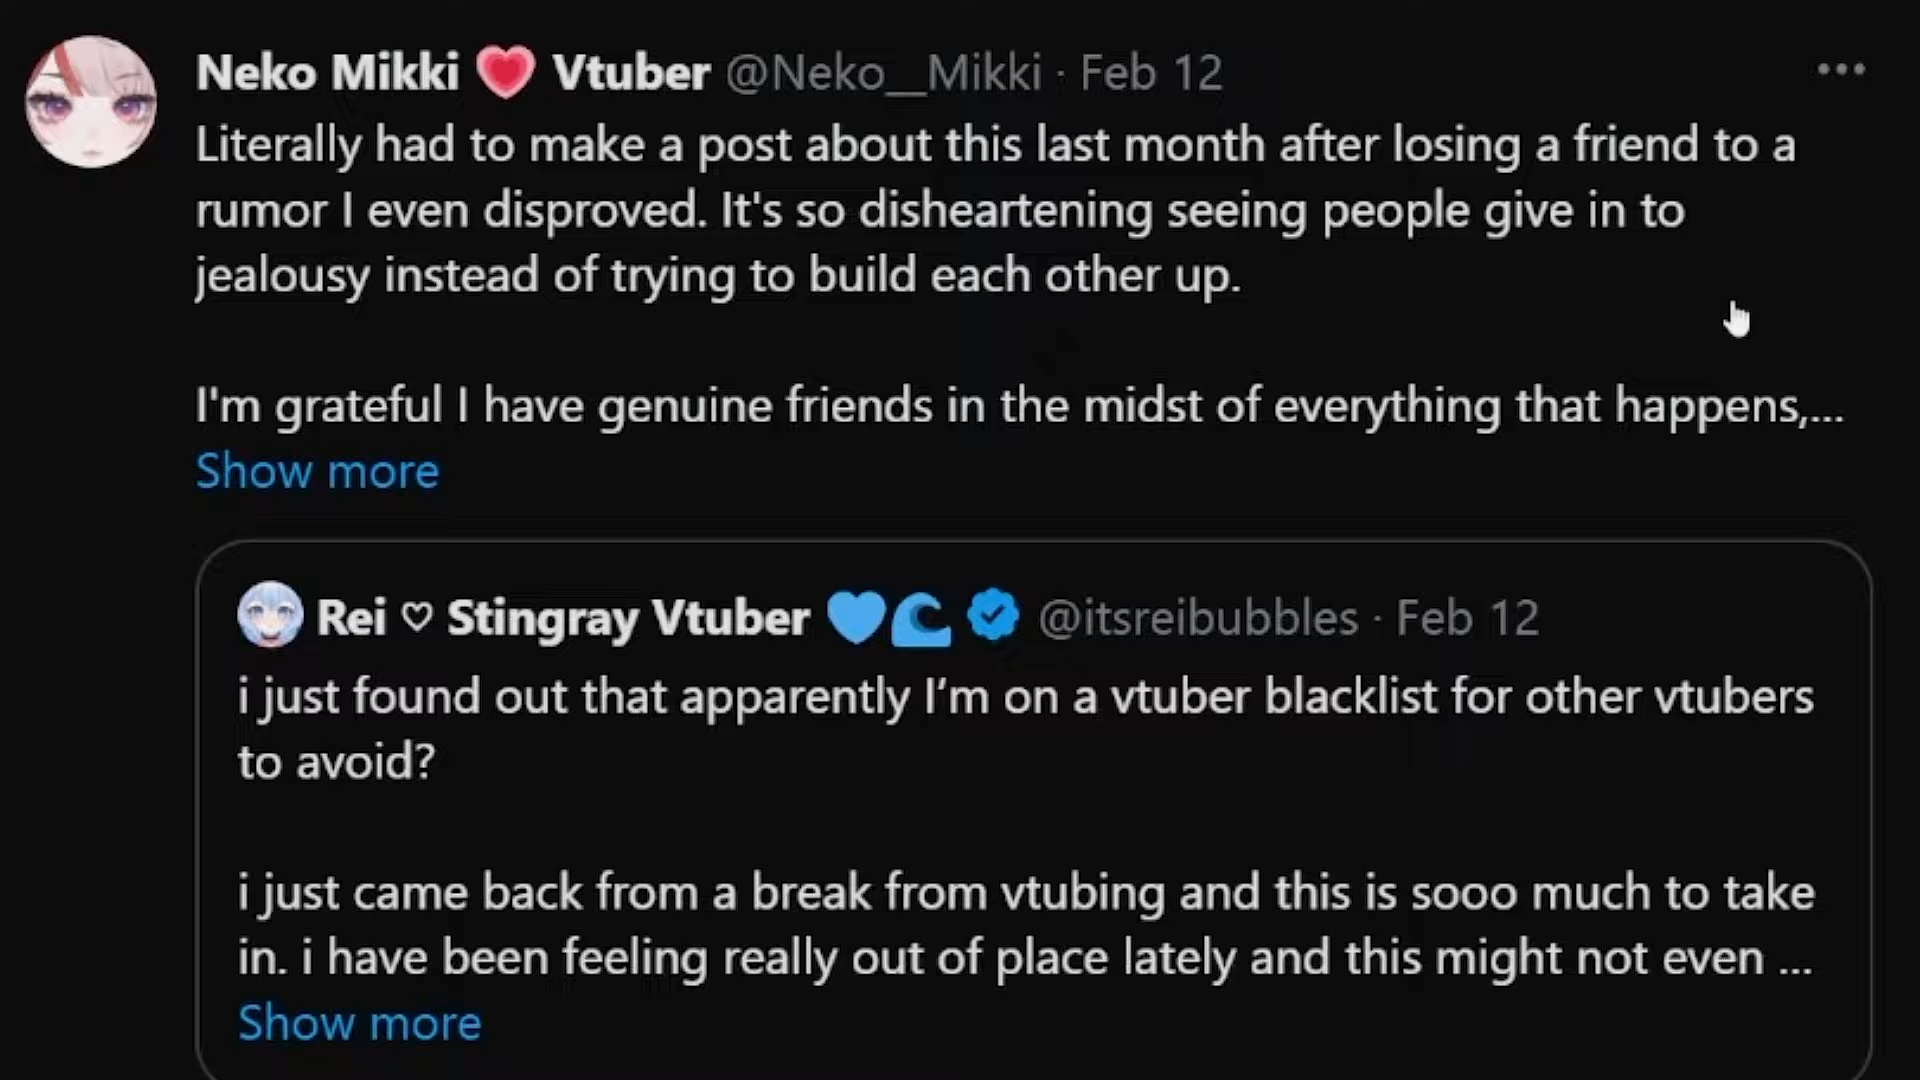 Neko Mikki 💗 Vtuber @Neko__Mikki · Feb 12
Literally had to make a post about this last month after losing a friend to a
rumor I even disproved. It's so disheartening seeing people give in to
jealousy instead of trying to build each other up.
I'm grateful I have genuine friends in the midst of everything that happens,...
Show more
Rei ♡ Stingray Vtuber 💙🌊 @itsreibubbles · Feb 12
i just found out that apparently I’m on a vtuber blacklist for other vtubers
to avoid?
i just came back from a break from vtubing and this is sooo much to take
in. i have been feeling really out of place lately and this might not even ...
Show more